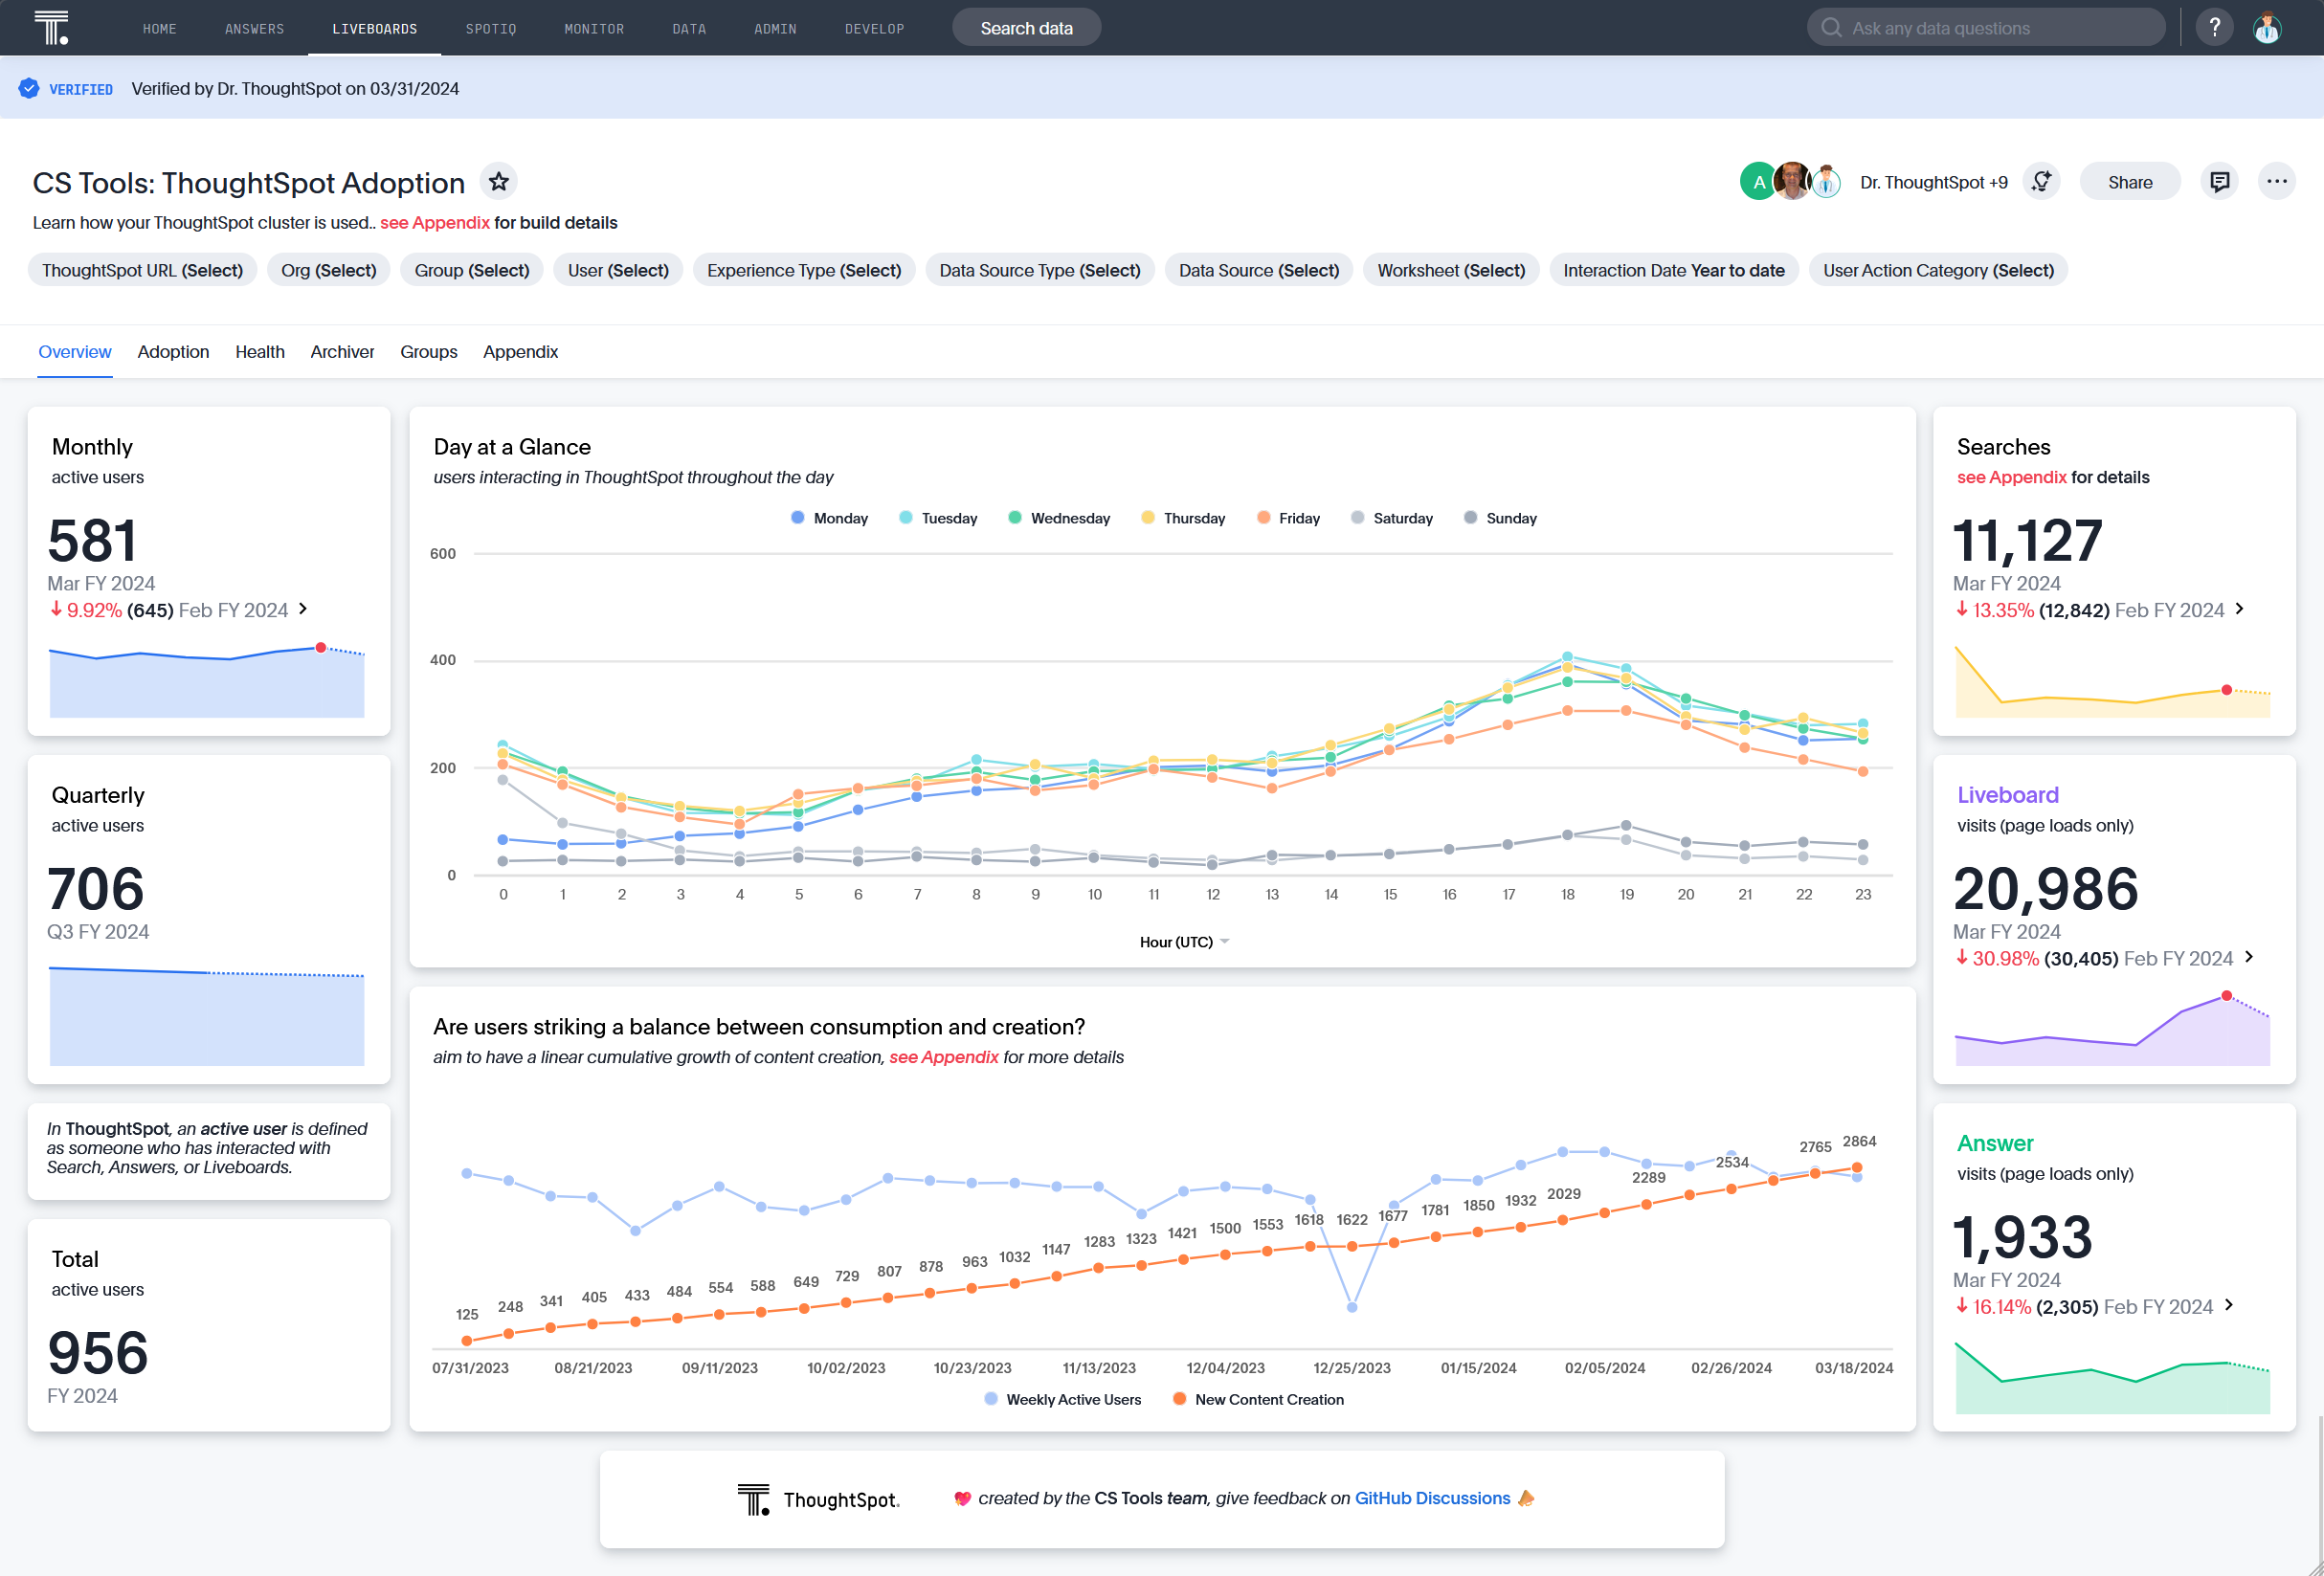 HOME ANSWERS LIVEBOARDS SPOTIQ MONITOR DATA ADMIN DEVELOP Search data Ask any data questions ?
VERIFIED Verified by Dr. ThoughtSpot on 03/31/2024
CS Tools: ThoughtSpot Adoption
A Dr. ThoughtSpot +9 Share
Learn how your ThoughtSpot cluster is used.. see Appendix for build details
ThoughtSpot URL (Select) Org (Select) Group (Select) User (Select) Experience Type (Select) Data Source Type (Select) Data Source (Select) Worksheet (Select) Interaction Date Year to date User Action Category (Select)
Overview Adoption Health Archiver Groups Appendix
Monthly
active users
581
Mar FY 2024
9.92% (645) Feb FY 2024
Quarterly
active users
706
Q3 FY 2024
In ThoughtSpot, an active user is defined
as someone who has interacted with
Search, Answers, or Liveboards.
Total
active users
956
FY 2024
Day at a Glance
users interacting in ThoughtSpot throughout the day
Monday Tuesday Wednesday Thursday Friday Saturday Sunday
600
400
200
0
0 1 2 3 4 5 6 7 8 9 10 11 12 13 14 15 16 17 18 19 20 21 22 23
Hour (UTC)
Are users striking a balance between consumption and creation?
aim to have a linear cumulative growth of content creation, see Appendix for more details
125 248 341 405 433 484 554 588 649 729 807 878 963 1032 1147 1283 1323 1421 1500 1553 1618 1622 1677 1781 1850 1932 2029 2289 2534 2765 2864
07/31/2023 08/21/2023 09/11/2023 10/02/2023 10/23/2023 11/13/2023 12/04/2023 12/25/2023 01/15/2024 02/05/2024 02/26/2024 03/18/2024
Weekly Active Users New Content Creation
Searches
see Appendix for details
11,127
Mar FY 2024
13.35% (12,842) Feb FY 2024
Liveboard
visits (page loads only)
20,986
Mar FY 2024
30.98% (30,405) Feb FY 2024
Answer
visits (page loads only)
1,933
Mar FY 2024
16.14% (2,305) Feb FY 2024
ThoughtSpot. created by the CS Tools team, give feedback on GitHub Discussions